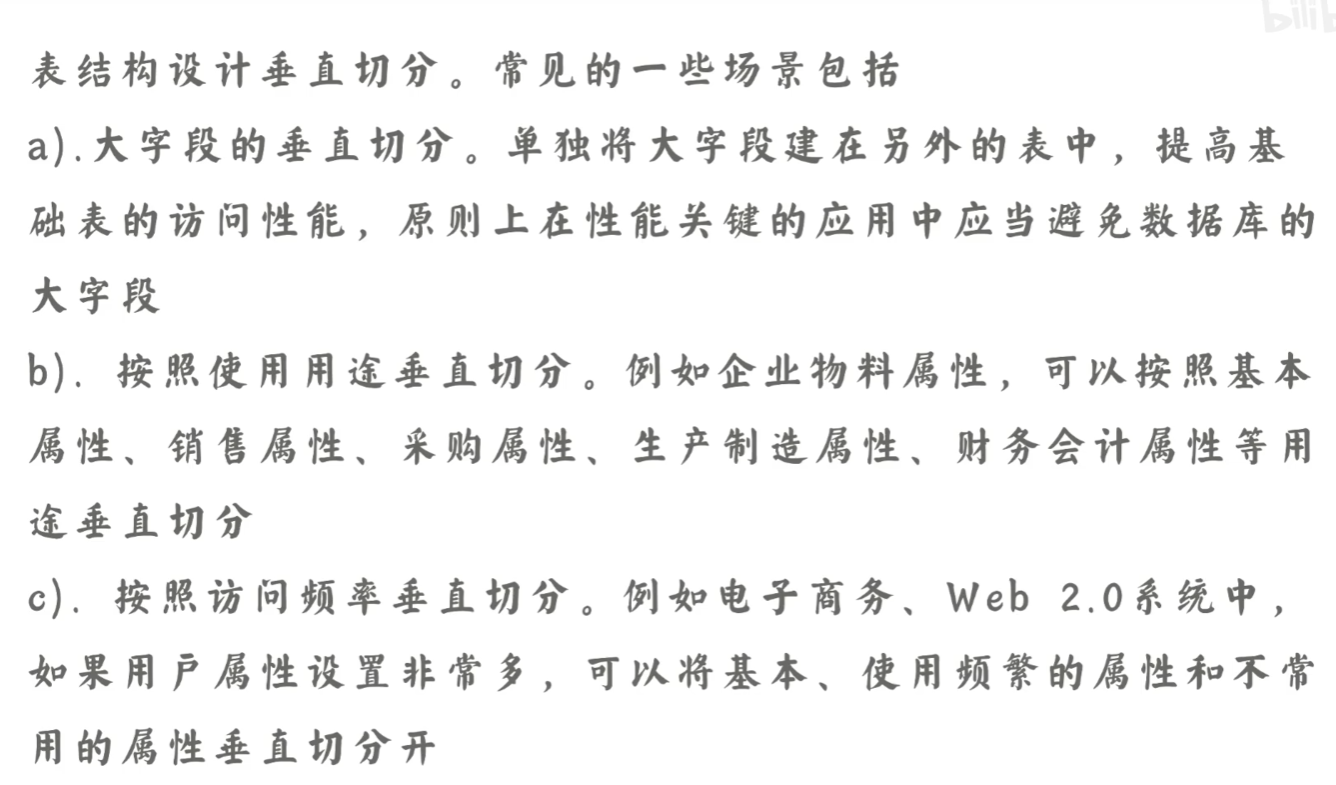 表结构设计垂直切分。常见的一些场景包括
a).大字段的垂直切分。单独将大字段建在另外的表中，提高基
础表的访问性能，原则上在性能关键的应用中应当避免数据库的
大字段
b). 按照使用用途垂直切分。例如企业物料属性，可以按照基本
属性、销售属性、采购属性、生产制造属性、财务会计属性等用
途垂直切分
c). 按照访问频率垂直切分。例如电子商务、Web 2.0系统中，
如果用户属性设置非常多，可以将基本、使用频繁的属性和不常
用的属性垂直切分开